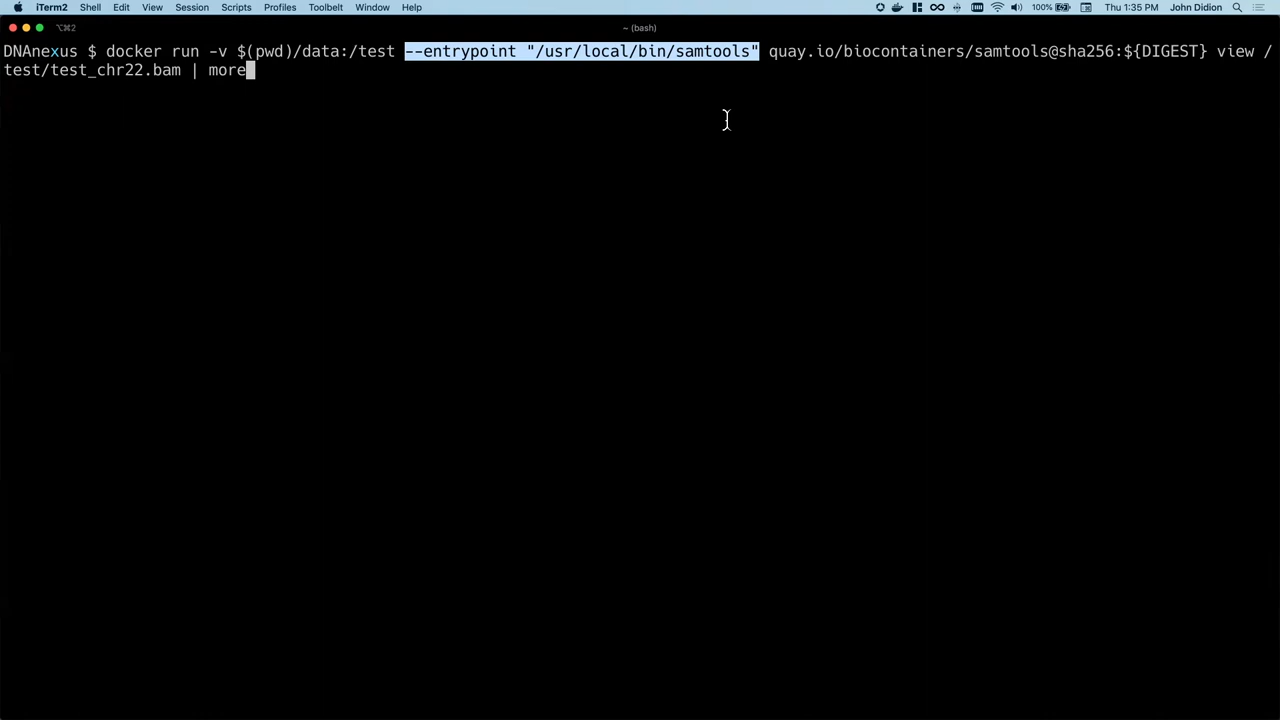 iTerm2 Shell Edit View Session Scripts Profiles Toolbelt Window Help 100% Thu 1:35 PM John Didion
⌥⌘2 ~ (bash)
DNAnexus $ docker run -v $(pwd)/data:/test --entrypoint "/usr/local/bin/samtools" quay.io/biocontainers/samtools@sha256:${DIGEST} view /
test/test_chr22.bam | more